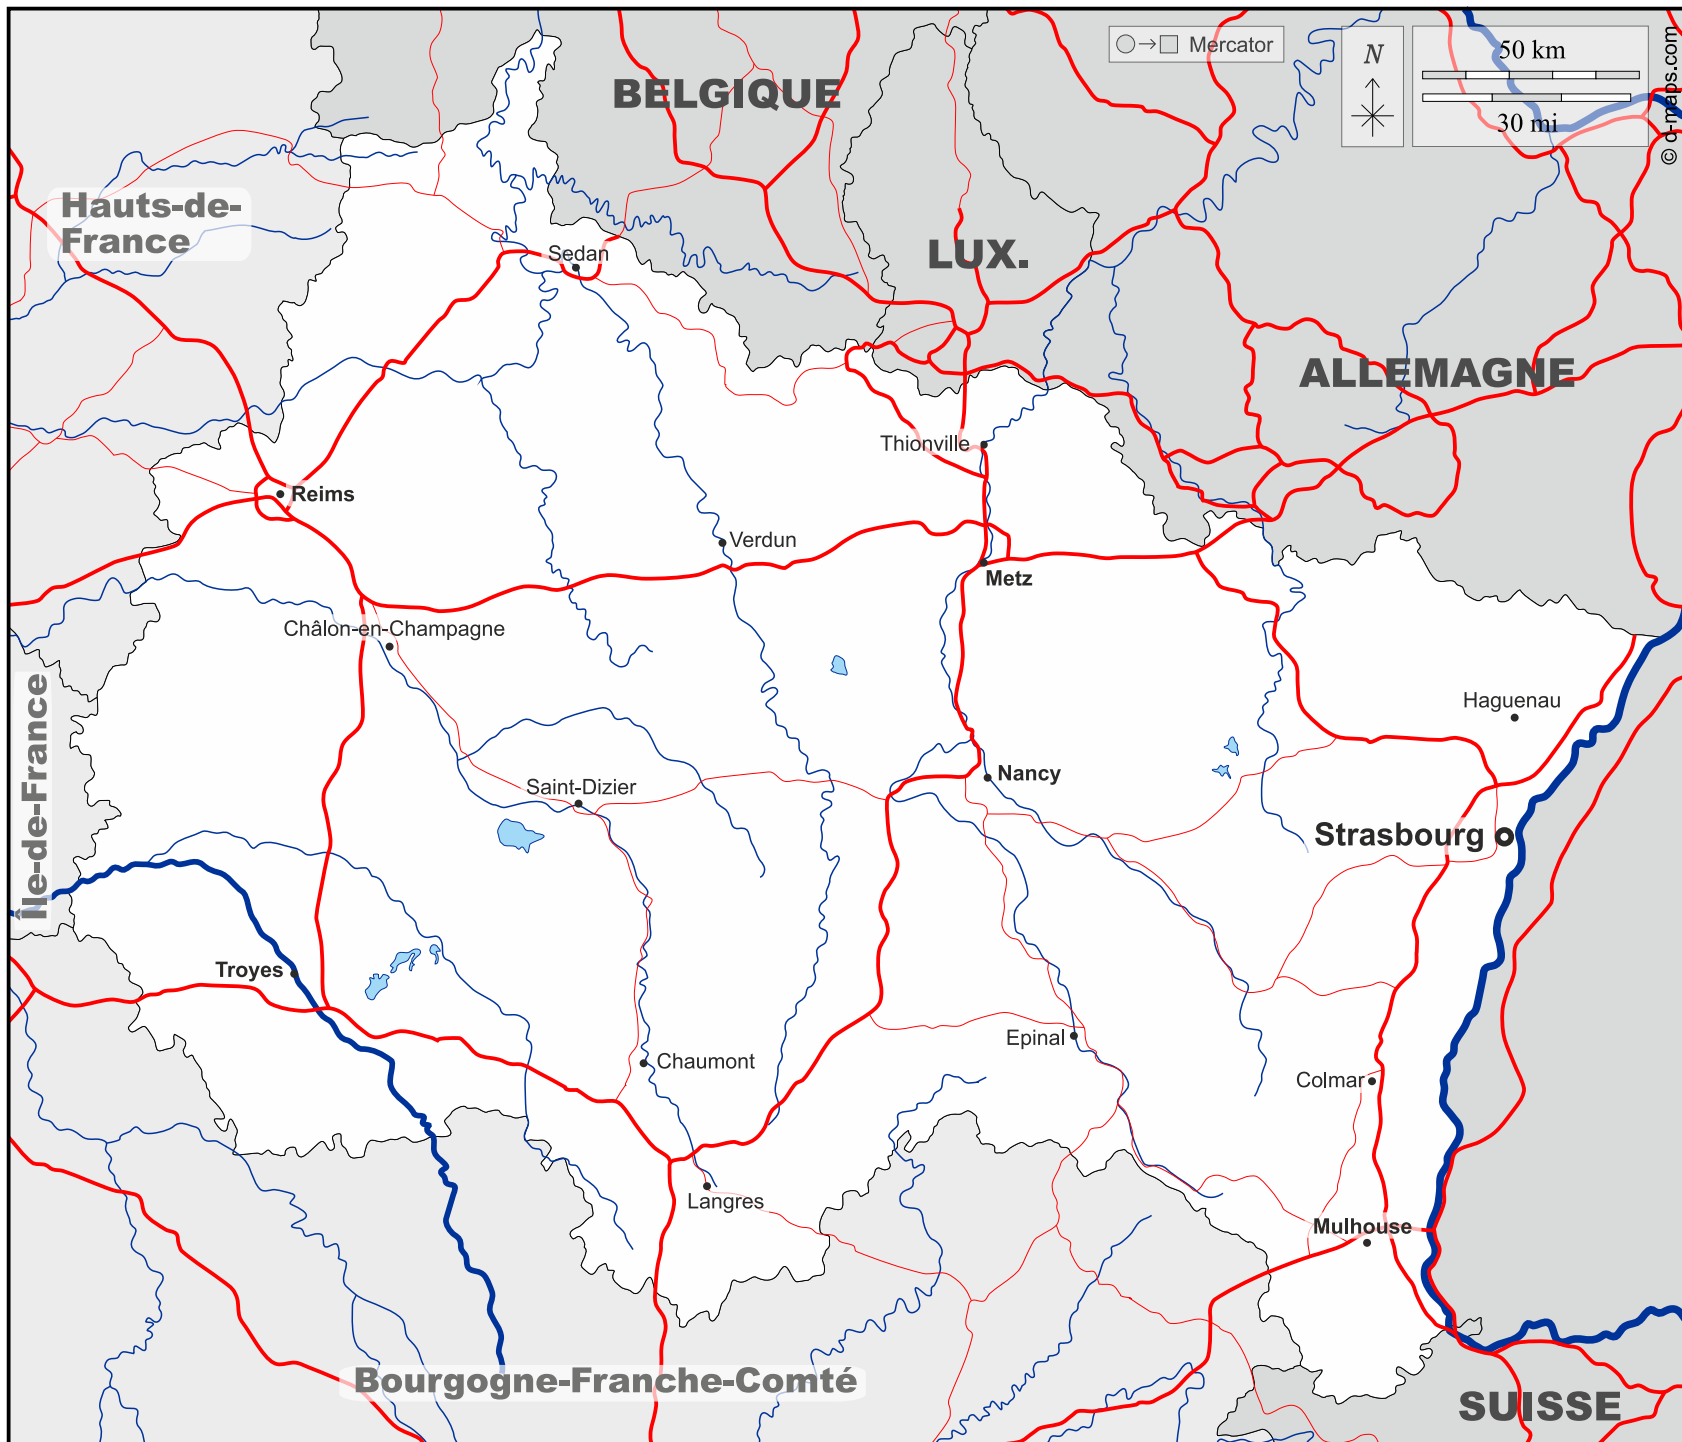 Mercator
N
50 km
30 mi
© d-maps.com
BELGIQUE
Hauts-de-
France
LUX.
Sedan
ALLEMAGNE
Thionville
Reims
Verdun
Metz
Châlon-en-Champagne
Île-de-France
Haguenau
Nancy
Saint-Dizier
Strasbourg
Troyes
Epinal
Chaumont
Colmar
Langres
Mulhouse
Bourgogne-Franche-Comté
SUISSE